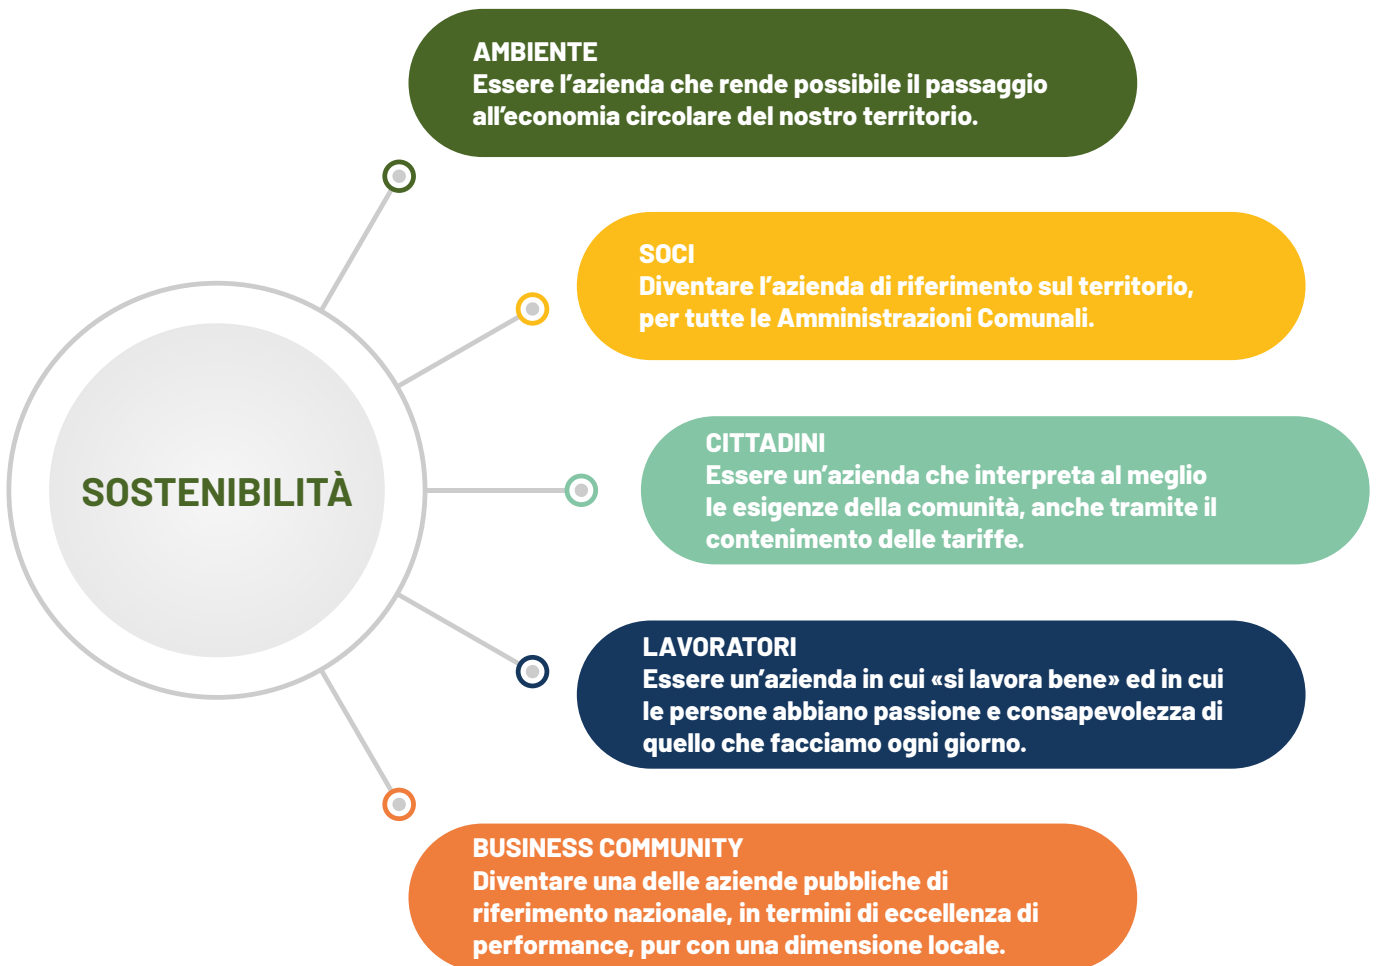 AMBIENTE
Essere l’azienda che rende possibile il passaggio
all’economia circolare del nostro territorio.
SOCI
Diventare l’azienda di riferimento sul territorio,
per tutte le Amministrazioni Comunali.
SOSTENIBILITÀ
CITTADINI
Essere un’azienda che interpreta al meglio
le esigenze della comunità, anche tramite il
contenimento delle tariffe.
LAVORATORI
Essere un’azienda in cui «si lavora bene» ed in cui
le persone abbiano passione e consapevolezza di
quello che facciamo ogni giorno.
BUSINESS COMMUNITY
Diventare una delle aziende pubbliche di
riferimento nazionale, in termini di eccellenza di
performance, pur con una dimensione locale.